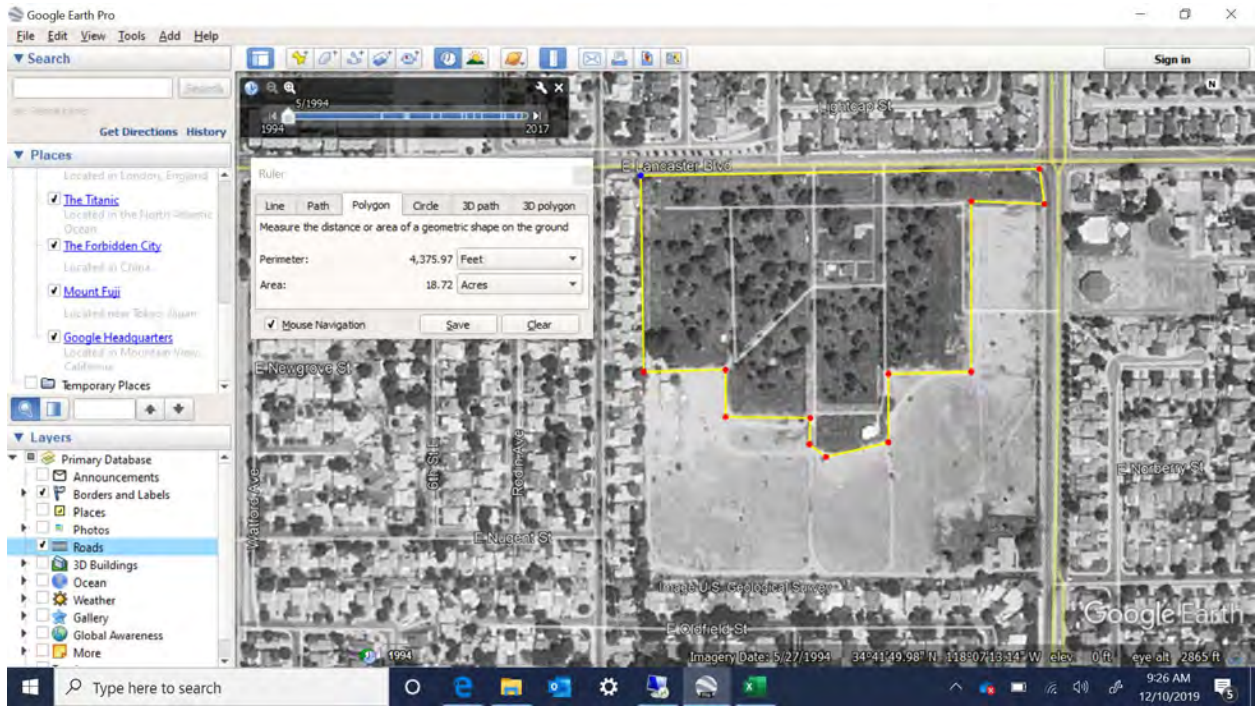 Google Earth Pro
File Edit View Tools Add Help
Search
Search
Get Directions History
Places
Located in London, England
The Titanic
Located in the North Atlantic
Ocean
The Forbidden City
Located in China
Mount Fuji
Located near Tokyo, Japan
Google Headquarters
Located in Mountain View,
California
Temporary Places
Layers
Primary Database
Announcements
Borders and Labels
Places
Photos
Roads
3D Buildings
Ocean
Weather
Gallery
Global Awareness
More
Sign in
5/1994
1994 2017
Ruler
Line Path Polygon Circle 3D path 3D polygon
Measure the distance or area of a geometric shape on the ground
Perimeter: 4,375.97 Feet
Area: 18.72 Acres
Mouse Navigation Save Clear
N
Lightcap St
E Lancaster Blvd
E Newgrove St
6th St E
Rodin Ave
Watford Ave
E Norberry St
E Nugent St
Image U.S. Geological Survey
E Oldfield St
Google Earth
1994
Imagery Date: 5/27/1994 34°41'49.98" N 118°07'13.14" W elev 0 ft eye alt 2865 ft
Type here to search
9:26 AM
12/10/2019
5